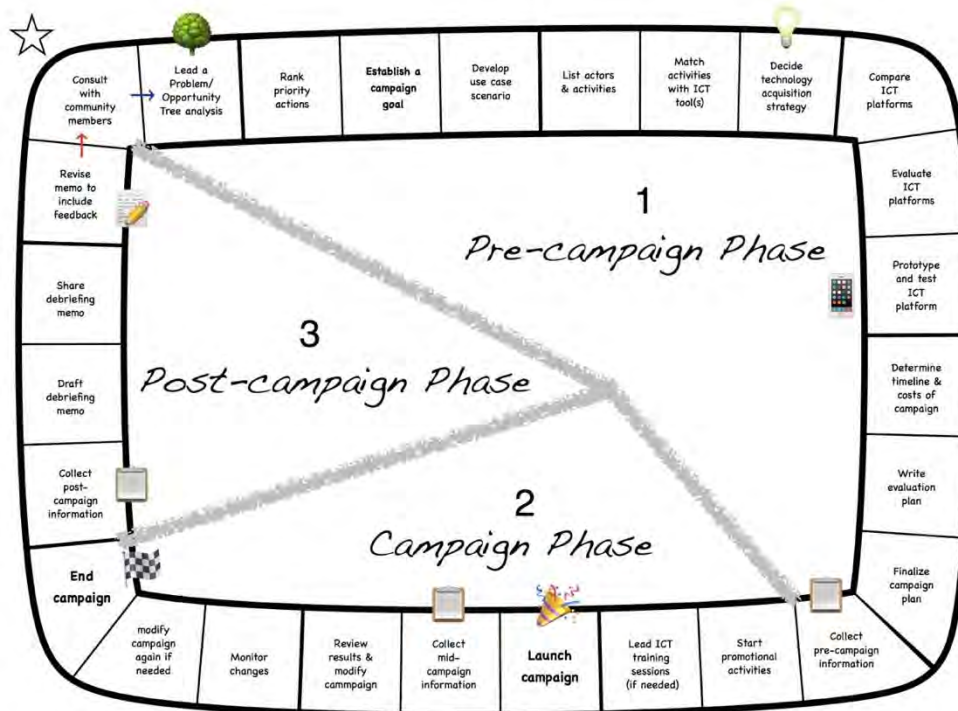 Consult
with
community
members
Lead a
Problem/
Opportunity
Tree analysis
Rank
priority
actions
Establish a
campaign
goal
Develop
use case
scenario
List actors
& activities
Match
activities
with ICT
tool(s)
Decide
technology
acquisition
strategy
Compare
ICT
platforms
Evaluate
ICT
platforms
Prototype
and test
ICT
platform
Determine
timeline &
costs of
campaign
Write
evaluation
plan
Finalize
campaign
plan
Collect
pre-campaign
information
Start
promotional
activities
Lead ICT
training
sessions
(if needed)
Launch
campaign
Collect
mid-
campaign
information
Review
results &
modify
cammpaign
Monitor
changes
modify
campaign
again if
needed
End
campaign
Collect
post-
campaign
information
Draft
debriefing
memo
Share
debriefing
memo
Revise
memo to
include
feedback
1
Pre-campaign Phase
2
Campaign Phase
3
Post-campaign Phase